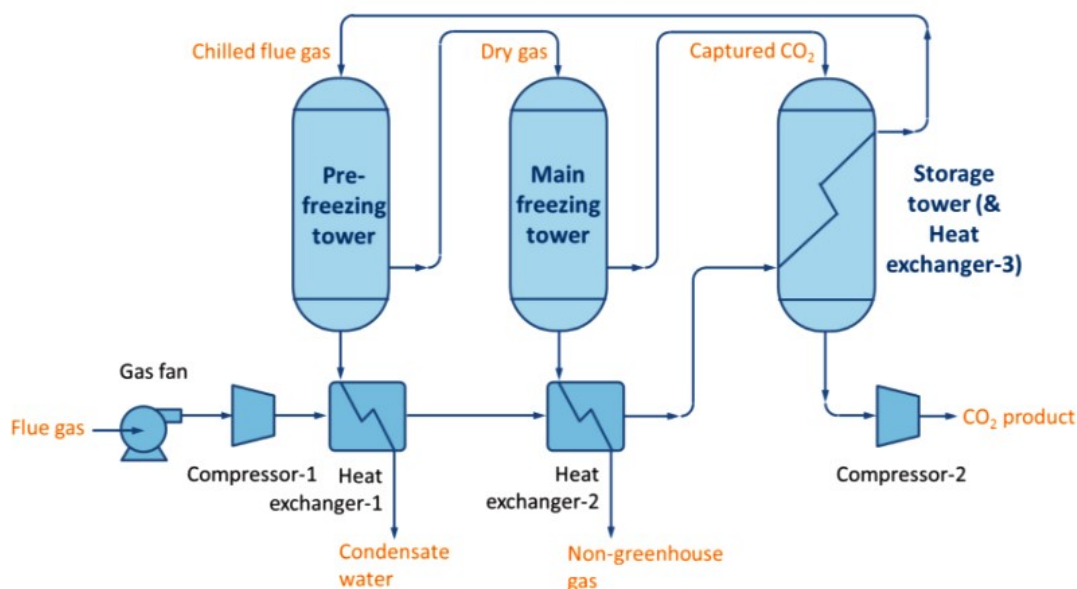 Chilled flue gas
Dry gas
Captured CO₂
Pre-
freezing
tower
Main
freezing
tower
Storage
tower (&
Heat
exchanger-3)
Gas fan
Flue gas
CO₂ product
Compressor-1
Heat
exchanger-1
Heat
exchanger-2
Compressor-2
Condensate
water
Non-greenhouse
gas